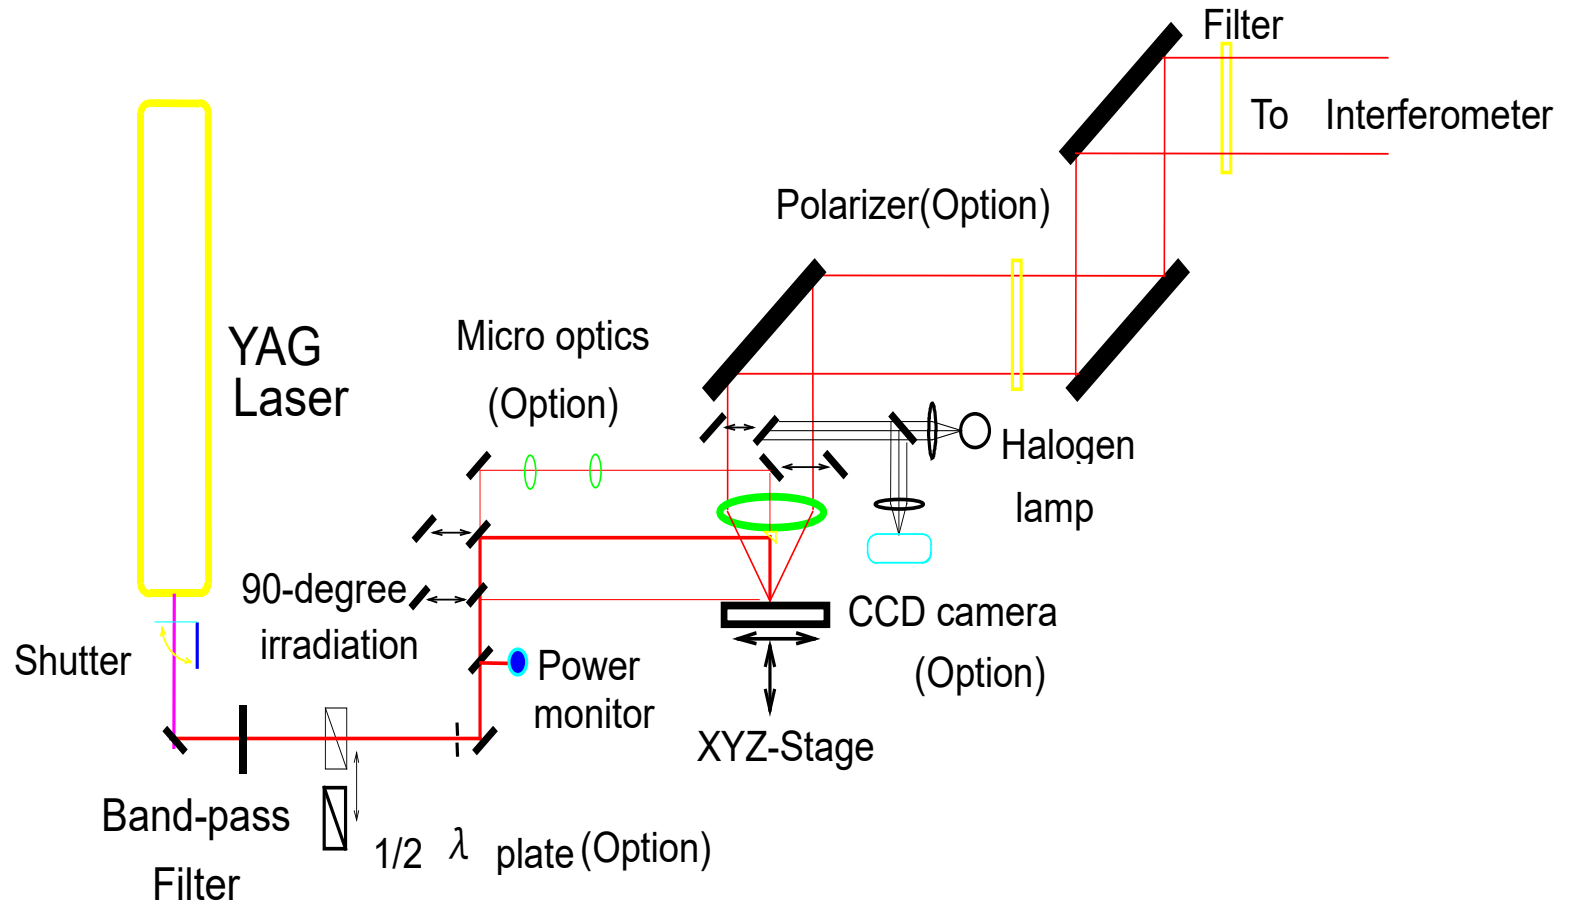 Filter
To Interferometer
Polarizer(Option)
YAG
Laser
Micro optics
(Option)
Halogen
lamp
90-degree
irradiation
CCD camera
(Option)
Shutter
Power
monitor
XYZ-Stage
Band-pass
Filter
1/2 λ plate(Option)